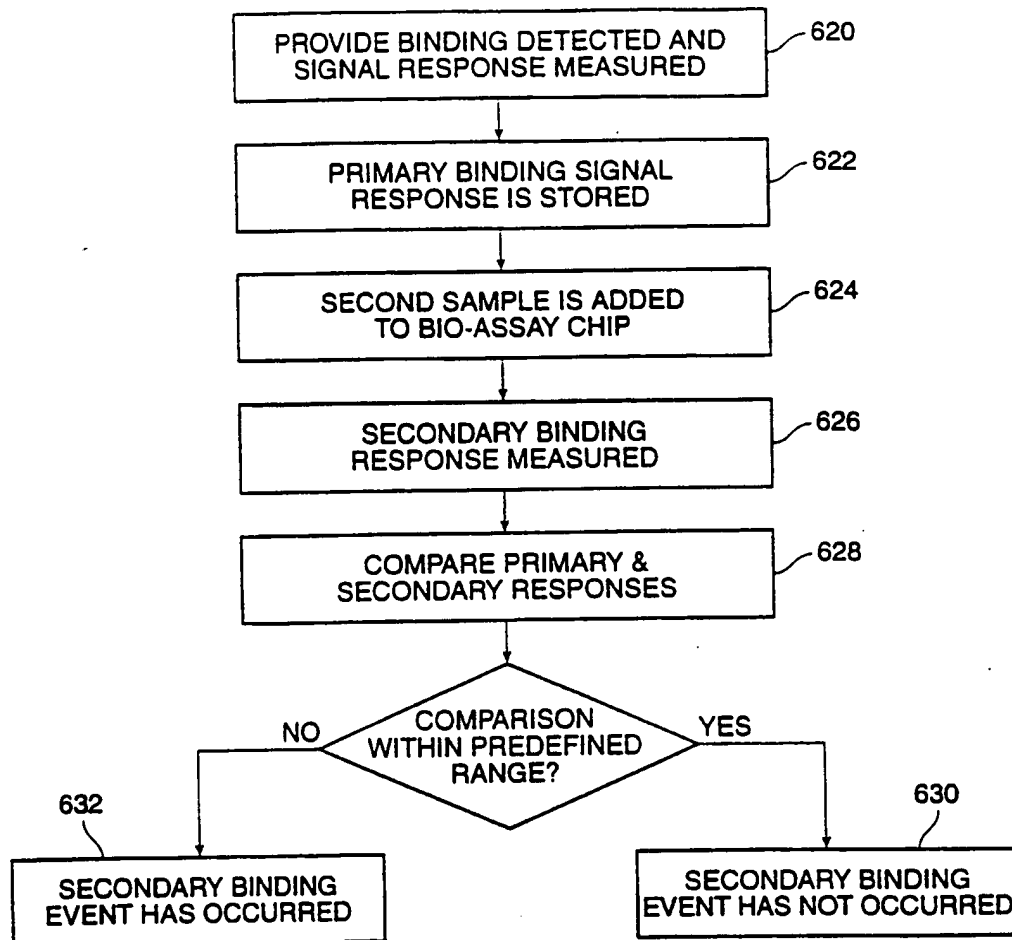 PROVIDE BINDING DETECTED AND
SIGNAL RESPONSE MEASURED
620
PRIMARY BINDING SIGNAL
RESPONSE IS STORED
622
SECOND SAMPLE IS ADDED
TO BIO-ASSAY CHIP
624
SECONDARY BINDING
RESPONSE MEASURED
626
COMPARE PRIMARY &
SECONDARY RESPONSES
628
COMPARISON
WITHIN PREDEFINED
RANGE?
NO
YES
632
SECONDARY BINDING
EVENT HAS OCCURRED
630
SECONDARY BINDING
EVENT HAS NOT OCCURRED